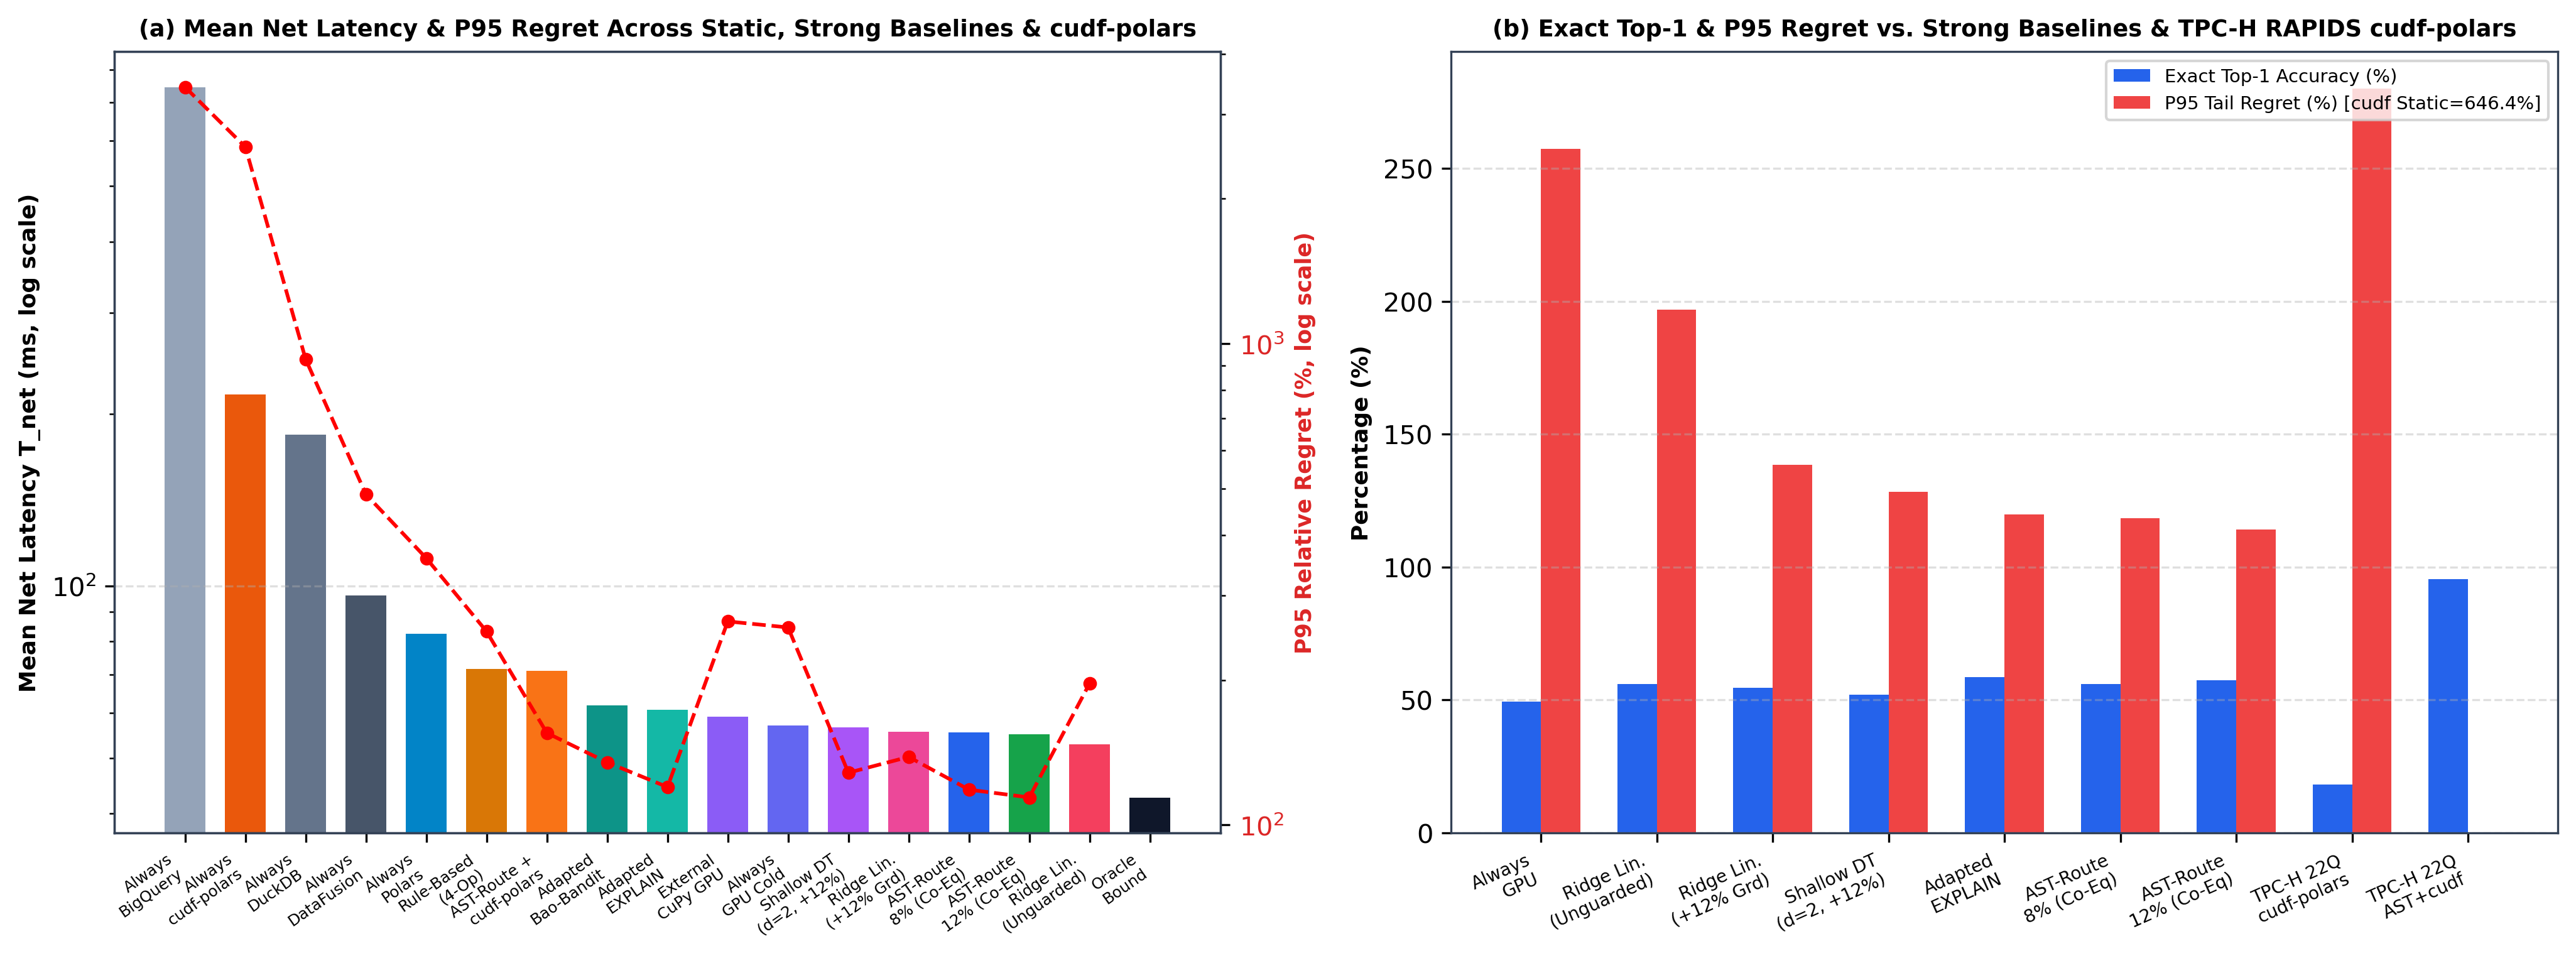 (a) Mean Net Latency & P95 Regret Across Static, Strong Baselines & cudf-polars
Mean Net Latency T_net (ms, log scale)
10²
P95 Relative Regret (%, log scale)
10³
10²
Always
BigQuery
Always
cudf-polars
Always
DuckDB
Always
DataFusion
Always
Polars
Rule-Based
(4-Op)
AST-Route +
cudf-polars
Adapted
Bao-Bandit
Adapted
EXPLAIN
External
CuPy GPU
Always
GPU Cold
Shallow DT
(d=2, +12%)
Ridge Lin.
(+12% Grd)
AST-Route
8% (Co-Eq)
AST-Route
12% (Co-Eq)
Ridge Lin.
(Unguarded)
Oracle
Bound
(b) Exact Top-1 & P95 Regret vs. Strong Baselines & TPC-H RAPIDS cudf-polars
Exact Top-1 Accuracy (%)
P95 Tail Regret (%) [cudf Static=646.4%]
Percentage (%)
250
200
150
100
50
0
Always
GPU
Ridge Lin.
(Unguarded)
Ridge Lin.
(+12% Grd)
Shallow DT
(d=2, +12%)
Adapted
EXPLAIN
AST-Route
8% (Co-Eq)
AST-Route
12% (Co-Eq)
TPC-H 22Q
cudf-polars
TPC-H 22Q
AST+cudf